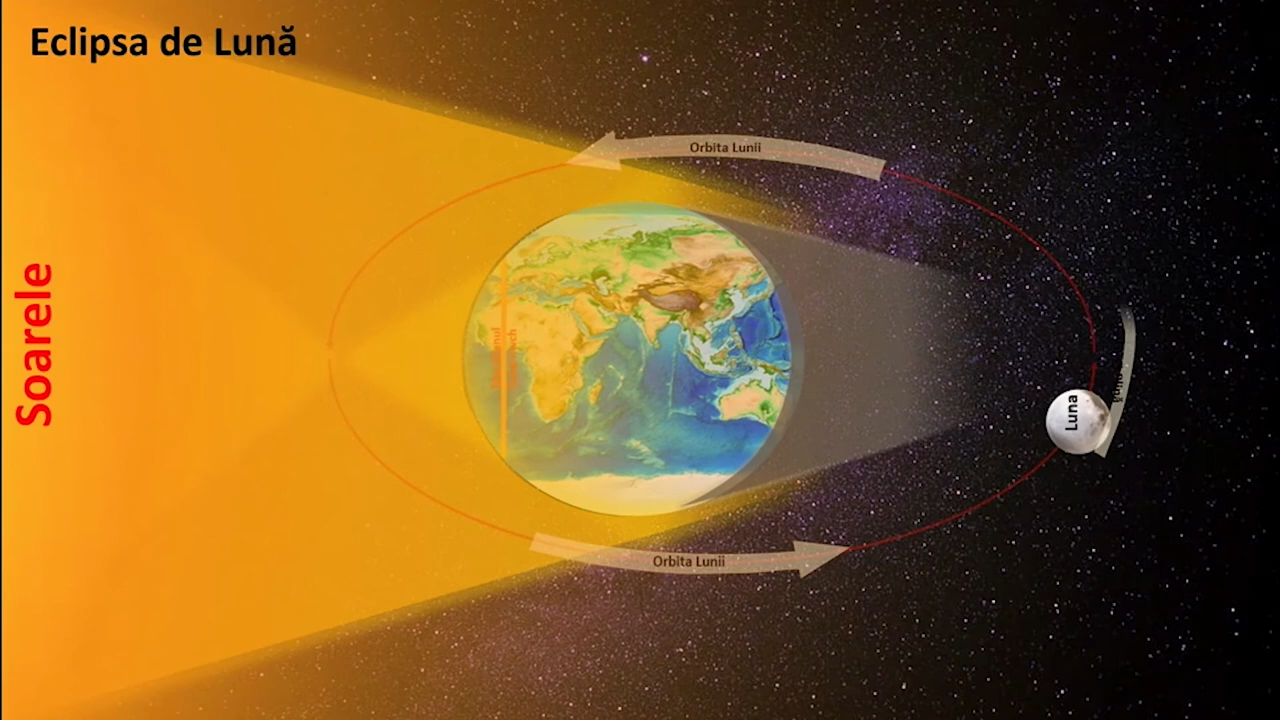 Eclipsa de Lună
Orbita Lunii
Soarele
Luna
Orbita Lunii